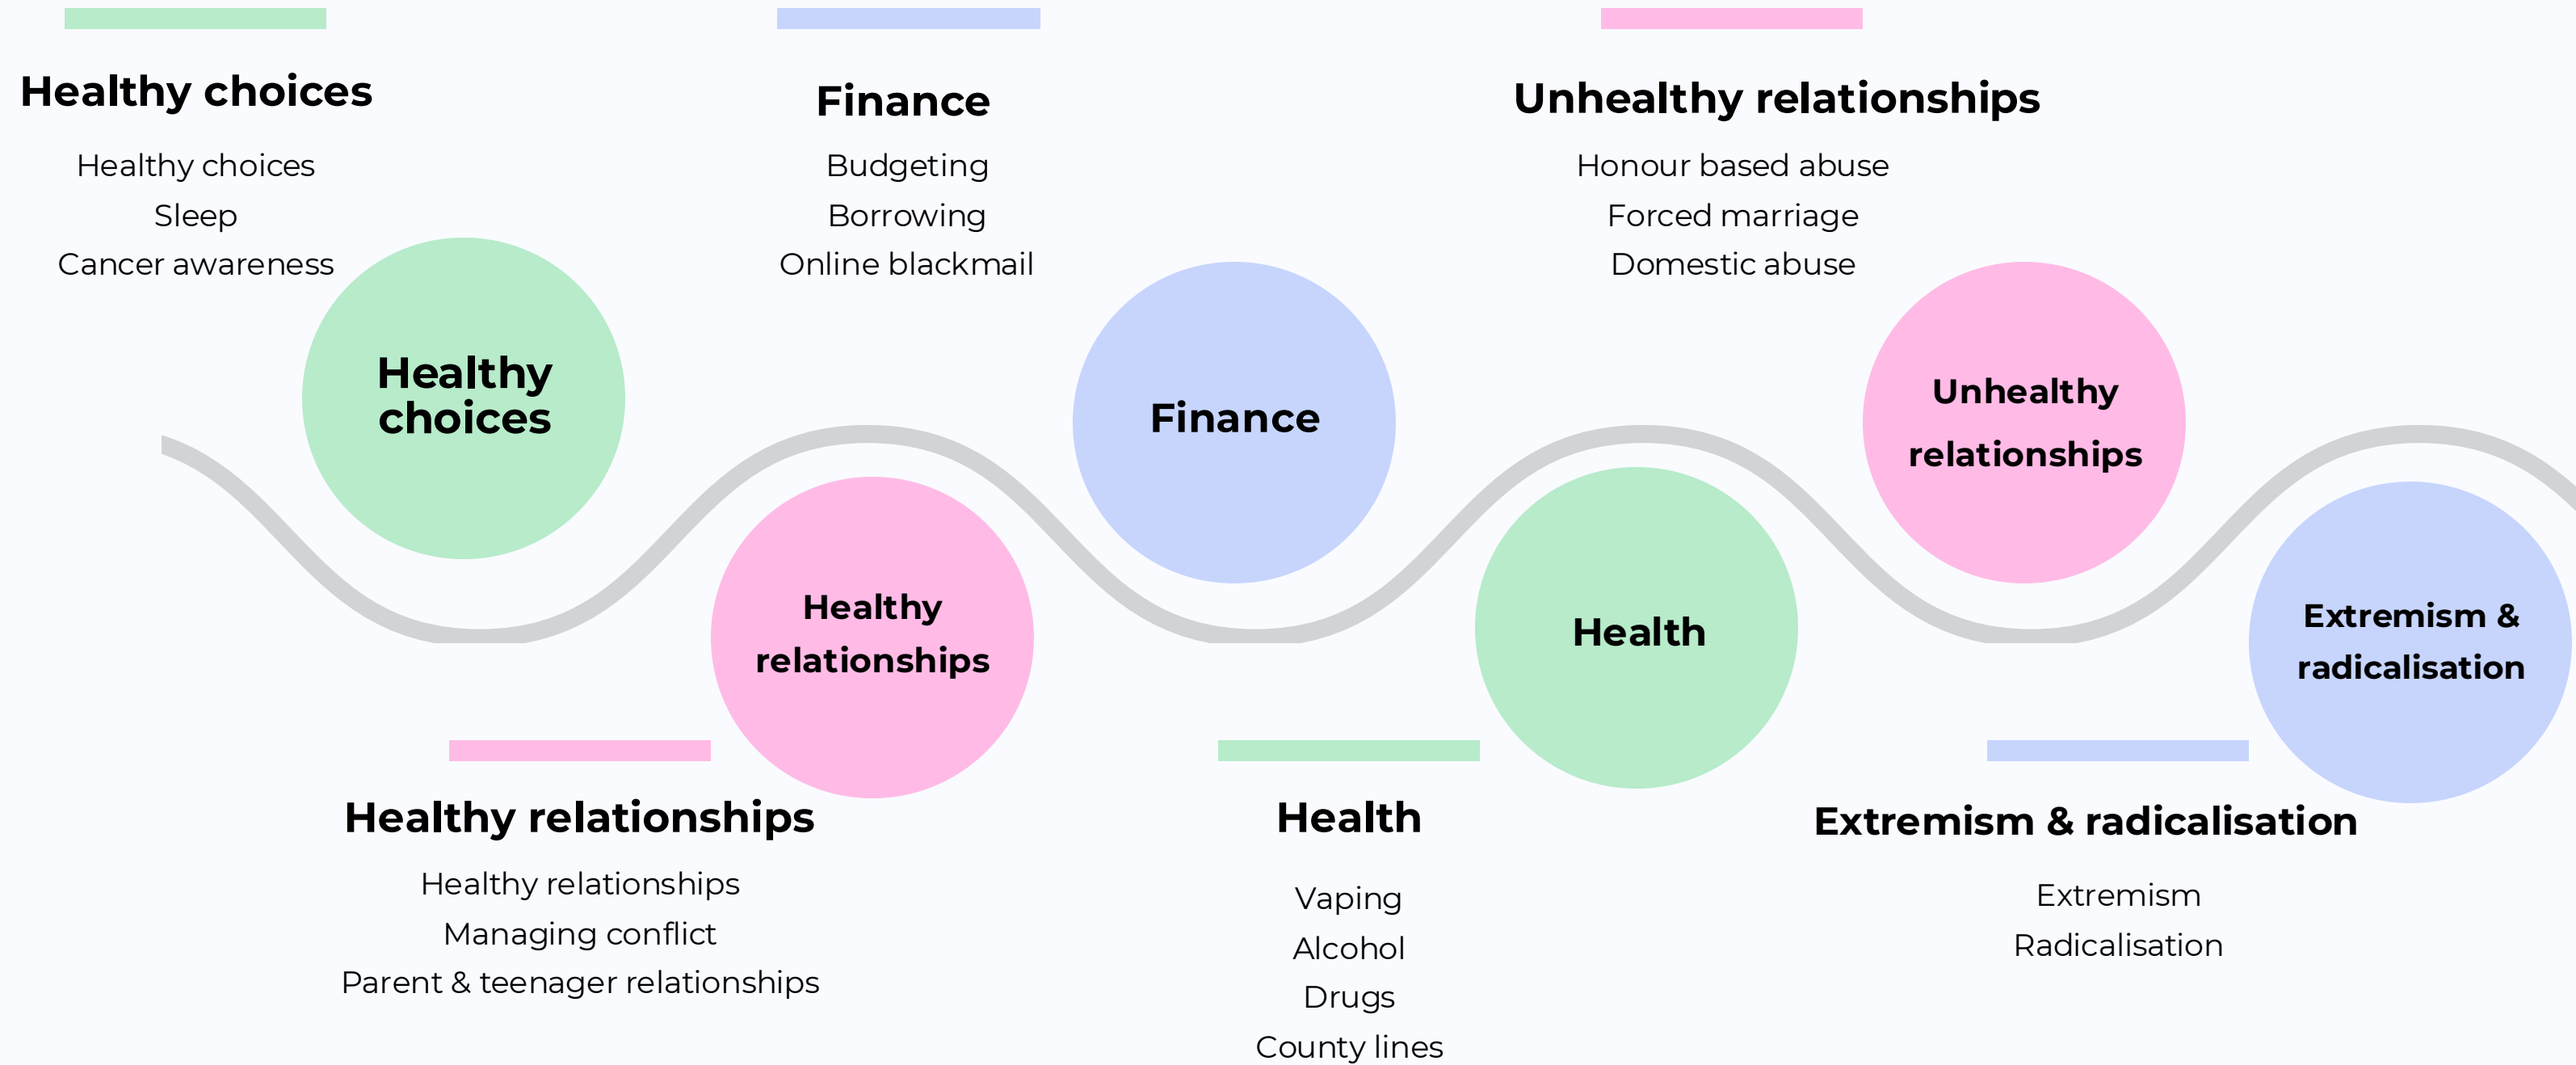 Healthy choices
Healthy choices
Sleep
Cancer awareness
Healthy
choices
Healthy relationships
Healthy relationships
Managing conflict
Parent & teenager relationships
Healthy
relationships
Finance
Budgeting
Borrowing
Online blackmail
Finance
Health
Vaping
Alcohol
Drugs
County lines
Health
Unhealthy relationships
Honour based abuse
Forced marriage
Domestic abuse
Unhealthy
relationships
Extremism & radicalisation
Extremism
Radicalisation
Extremism &
radicalisation